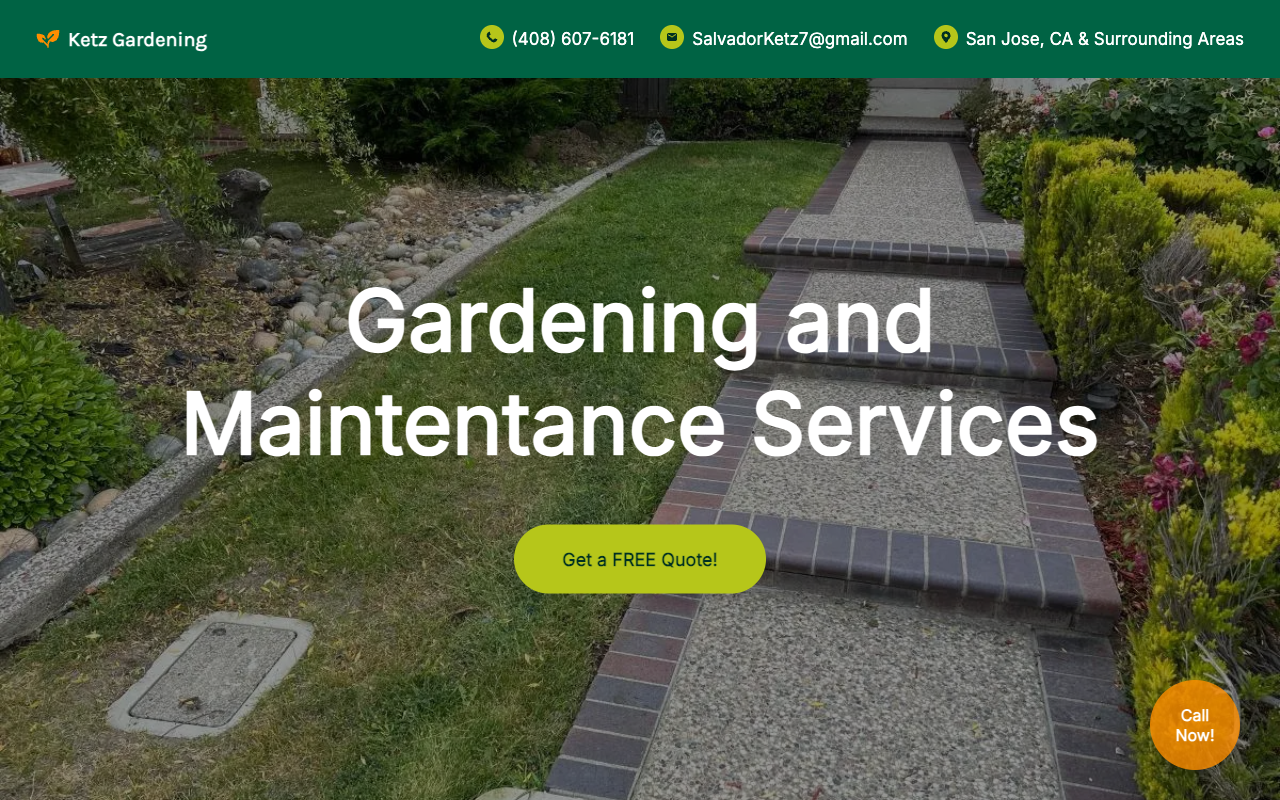 Ketz Gardening
(408) 607-6181
SalvadorKetz7@gmail.com
San Jose, CA & Surrounding Areas
Gardening and
Maintentance Services
Get a FREE Quote!
Call
Now!